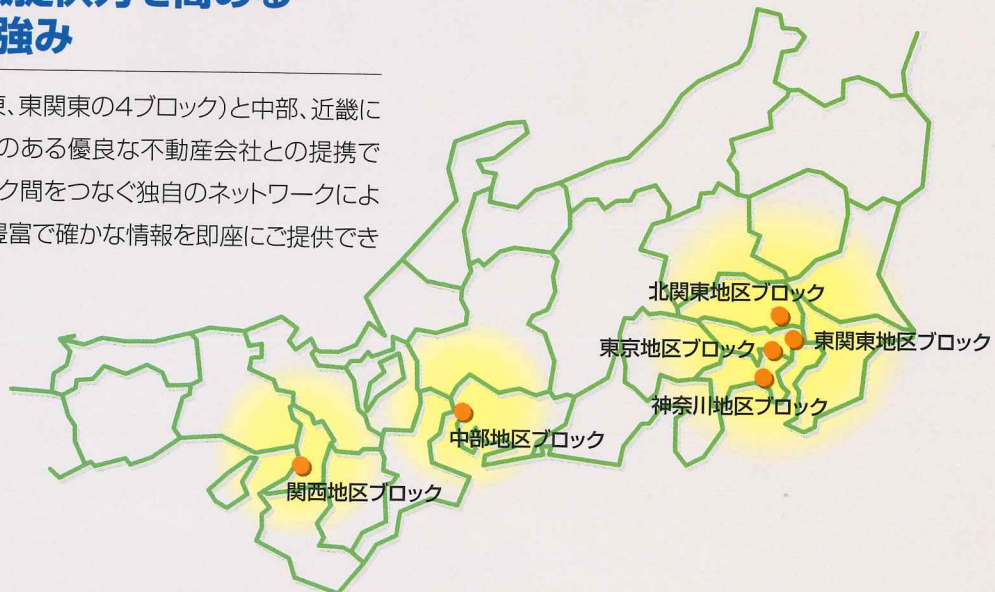 強み
東、東関東の4ブロック)と中部、近畿に
のある優良な不動産会社との提携で
ク間をつなぐ独自のネットワークによ
豊富で確かな情報を即座にご提供でき
北関東地区ブロック
東京地区ブロック
東関東地区ブロック
神奈川地区ブロック
中部地区ブロック
関西地区ブロック